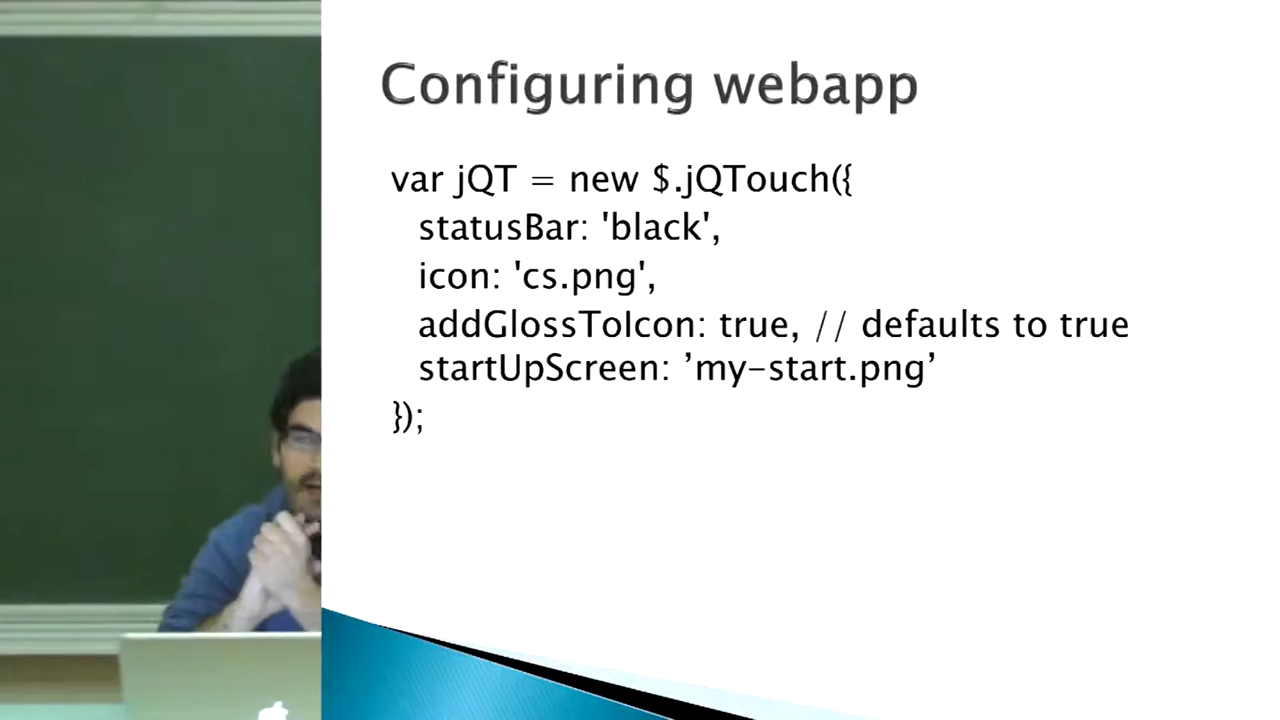 Configuring webapp
var jQT = new $.jQTouch({
statusBar: 'black',
icon: 'cs.png',
addGlossToIcon: true, // defaults to true
startUpScreen: ’my-start.png’
});